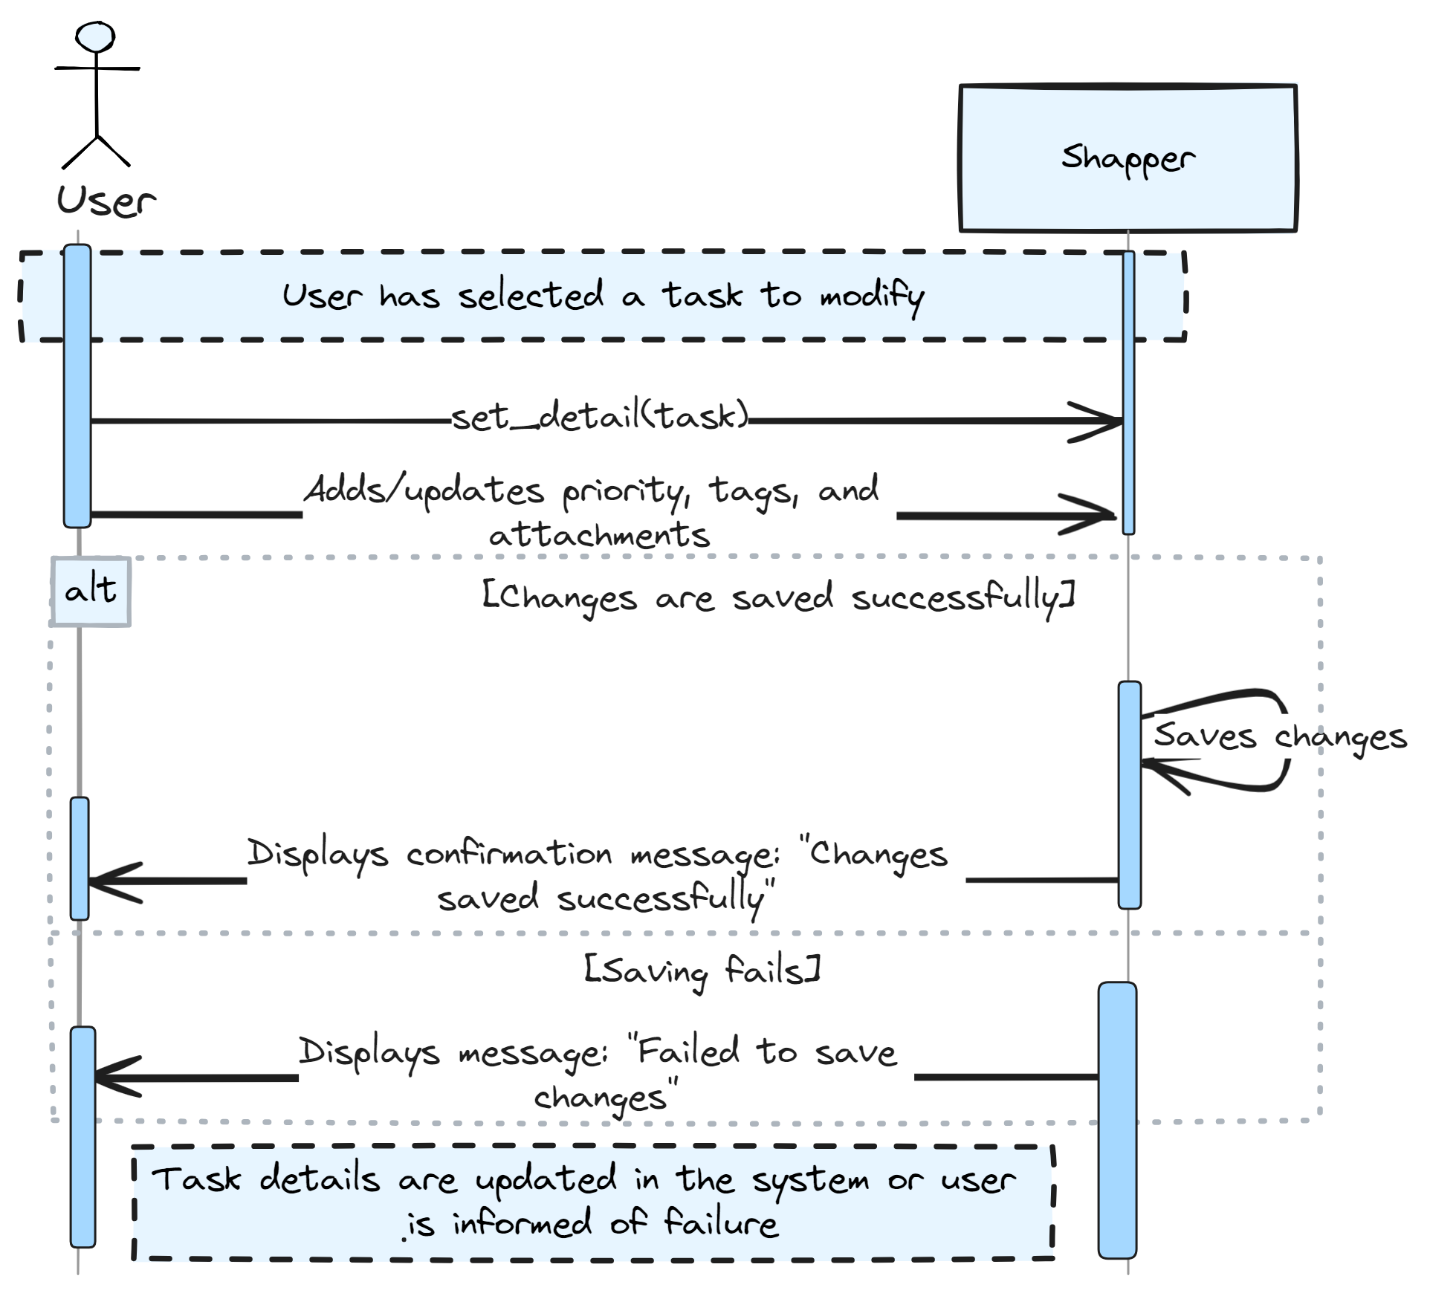 User
Shapper
User has selected a task to modify
set_detail(task)
Adds/updates priority, tags, and
attachments
alt
[Changes are saved successfully]
Saves changes
Displays confirmation message: "Changes
saved successfully"
[Saving fails]
Displays message: "Failed to save
changes"
Task details are updated in the system or user
.is informed of failure